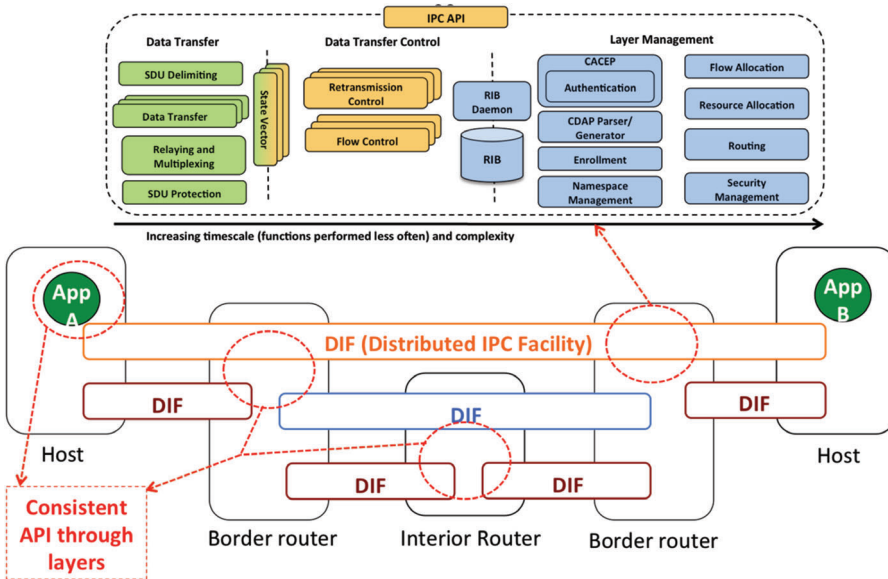 IPC API
Data Transfer
Data Transfer Control
Layer Management
SDU Delimiting
Data Transfer
Relaying and
Multiplexing
SDU Protection
State Vector
Retransmission
Control
Flow Control
RIB
Daemon
RIB
CACEP
Authentication
CDAP Parser/
Generator
Enrollment
Namespace
Management
Flow Allocation
Resource Allocation
Routing
Security
Management
Increasing timescale (functions performed less often) and complexity
App
A
App
B
DIF (Distributed IPC Facility)
DIF
DIF
DIF
Host
Host
DIF
DIF
Consistent
API through
layers
Border router
Interior Router
Border router